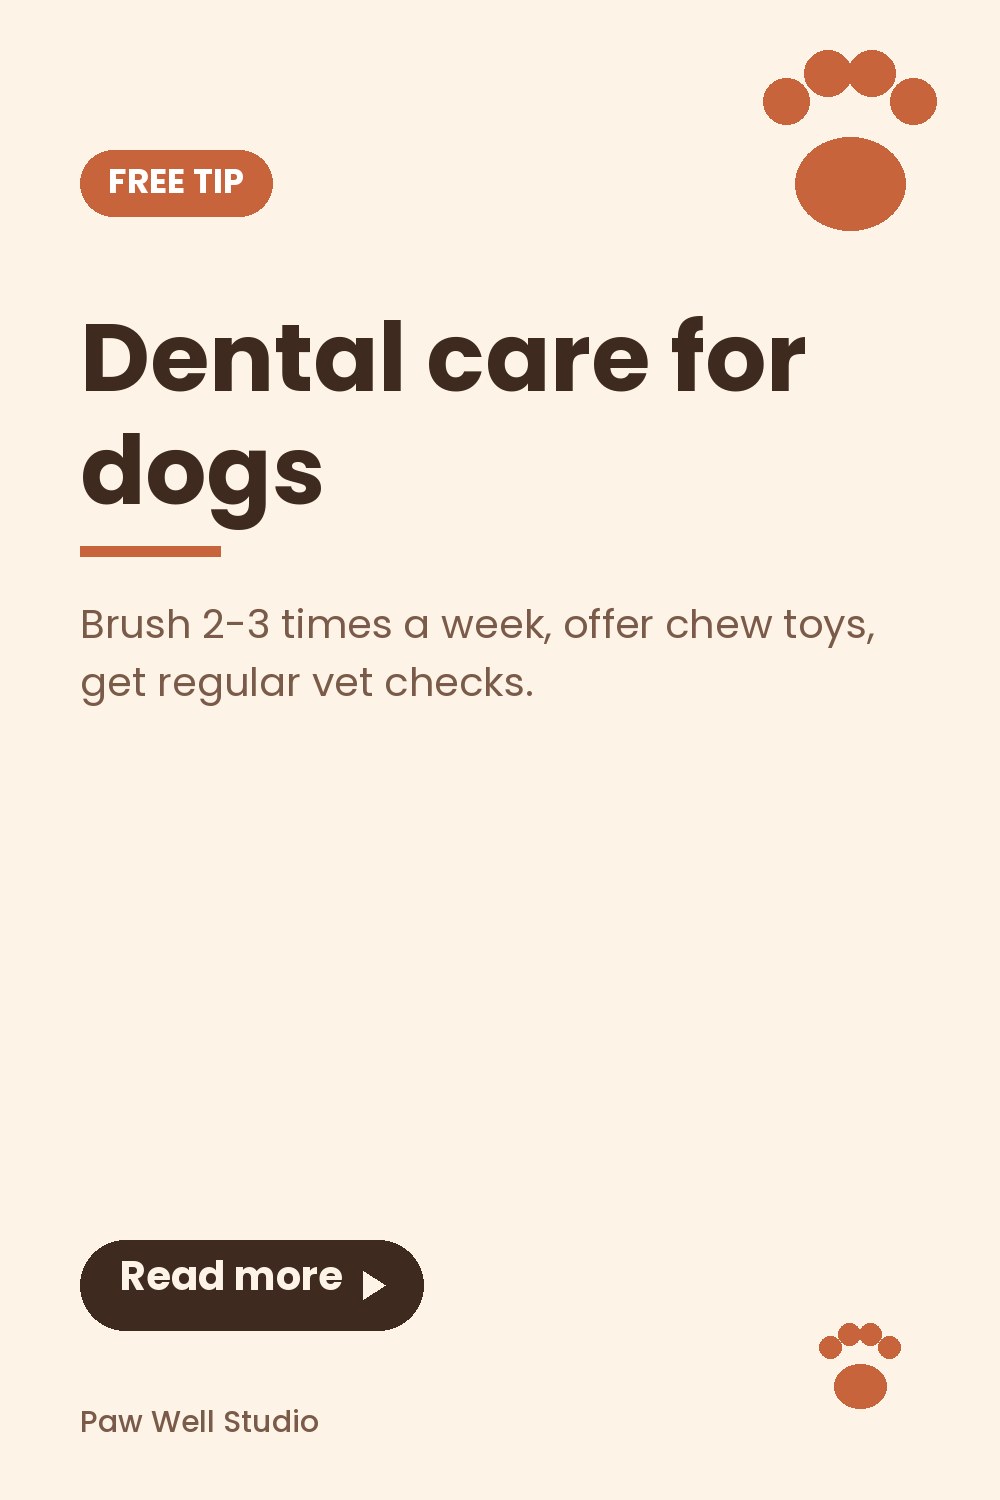 FREE TIP
Dental care for
dogs
Brush 2-3 times a week, offer chew toys,
get regular vet checks.
Read more
Paw Well Studio